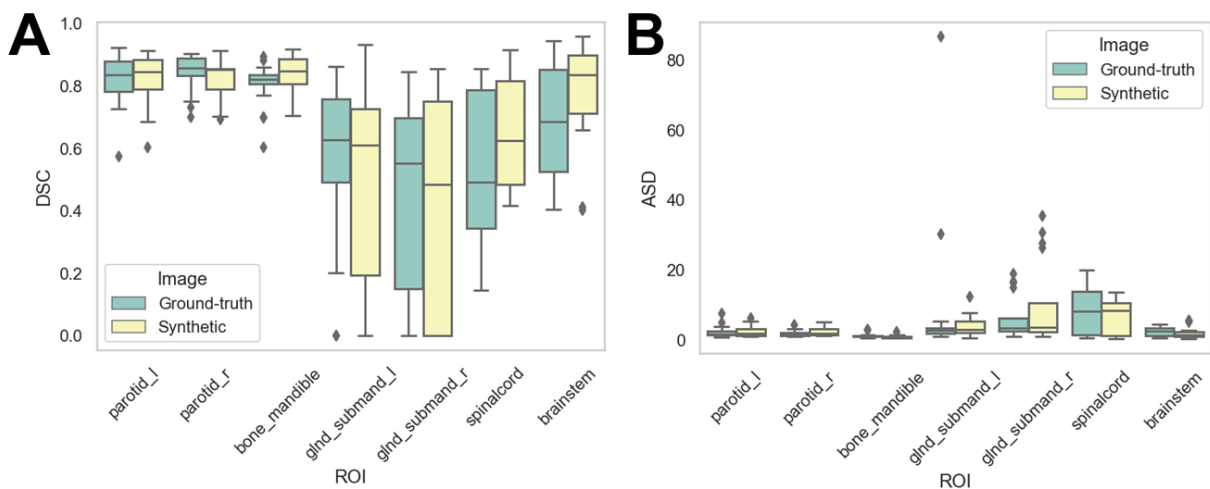 A
DSC
1.0
0.8
0.6
0.4
0.2
0.0
Image
Ground-truth
Synthetic
parotid_l
parotid_r
bone_mandible
glnd_submand_l
glnd_submand_r
spinalcord
brainstem
ROI
B
ASD
80
60
40
20
0
Image
Ground-truth
Synthetic
parotid_l
parotid_r
bone_mandible
glnd_submand_l
glnd_submand_r
spinalcord
brainstem
ROI